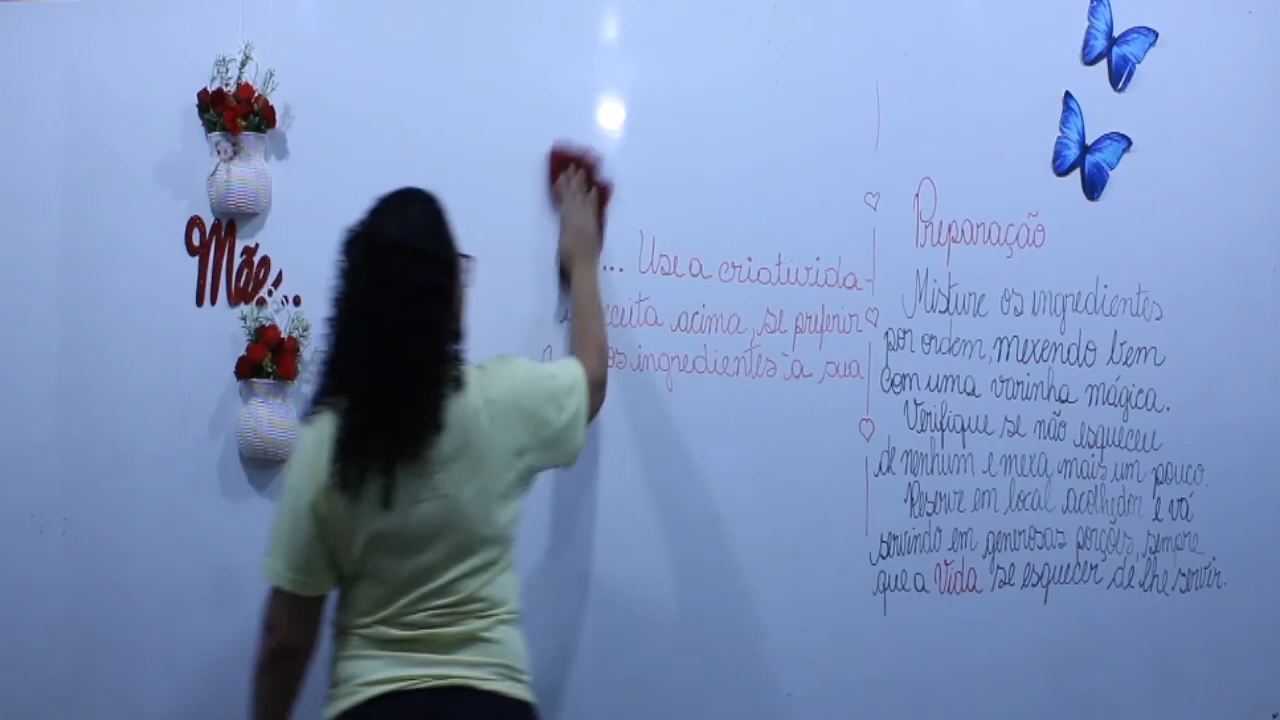 Mãe
... Use a criativida-
receita acima, se preferir
os ingredientes à sua
Preparação
Misture os ingredientes
por ordem, mexendo bem
com uma varinha mágica.
Verifique se não esqueceu
de nenhum e mexa mais um pouco.
Reserve em local acolhedor e vá
servindo em generosas porções, sempre
que a Vida se esquecer de lhe servir.